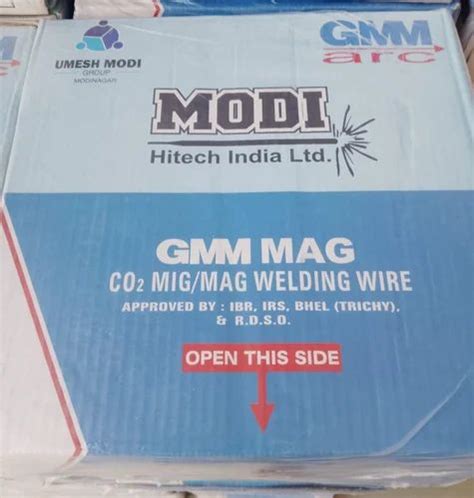 UMESH MODI
GROUP
MODINAGAR
GMM
arc
MODI
Hitech India Ltd.
GMM MAG
CO₂ MIG/MAG WELDING WIRE
APPROVED BY : IBR, IRS, BHEL (TRICHY),
& R.D.S.O.
OPEN THIS SIDE